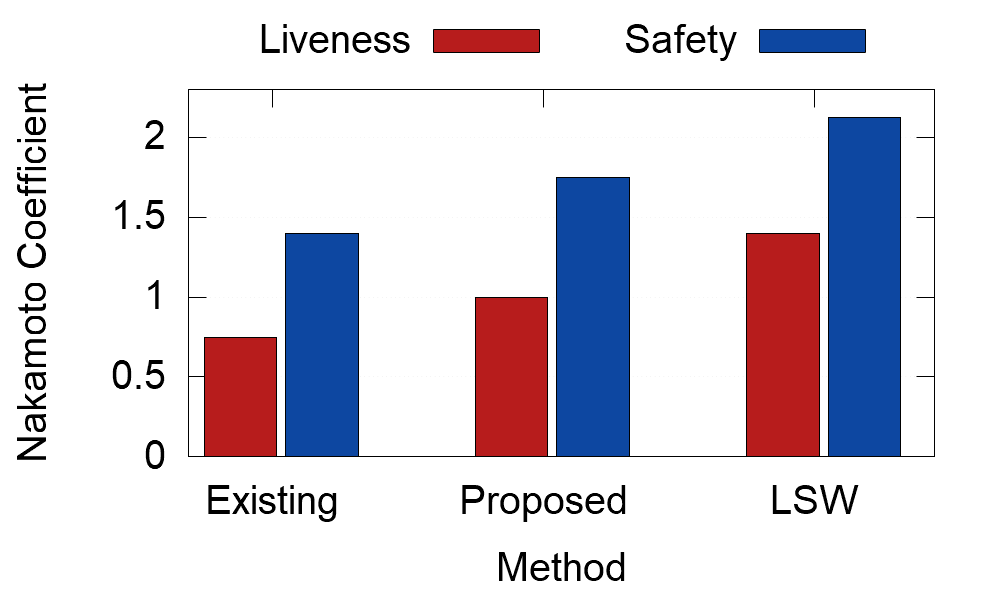 Liveness Safety
Nakamoto Coefficient
2
1.5
1
0.5
0
Existing Proposed LSW
Method